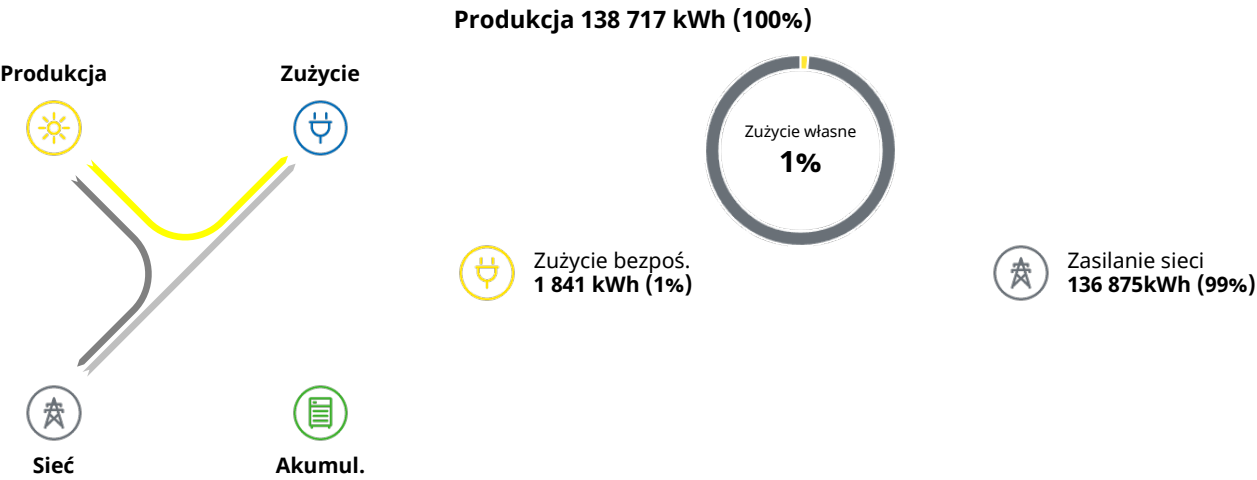 Produkcja 138 717 kWh (100%)
Produkcja
Zużycie
Zużycie własne
1%
Zużycie bezpoś.
1 841 kWh (1%)
Zasilanie sieci
136 875kWh (99%)
Sieć
Akumul.